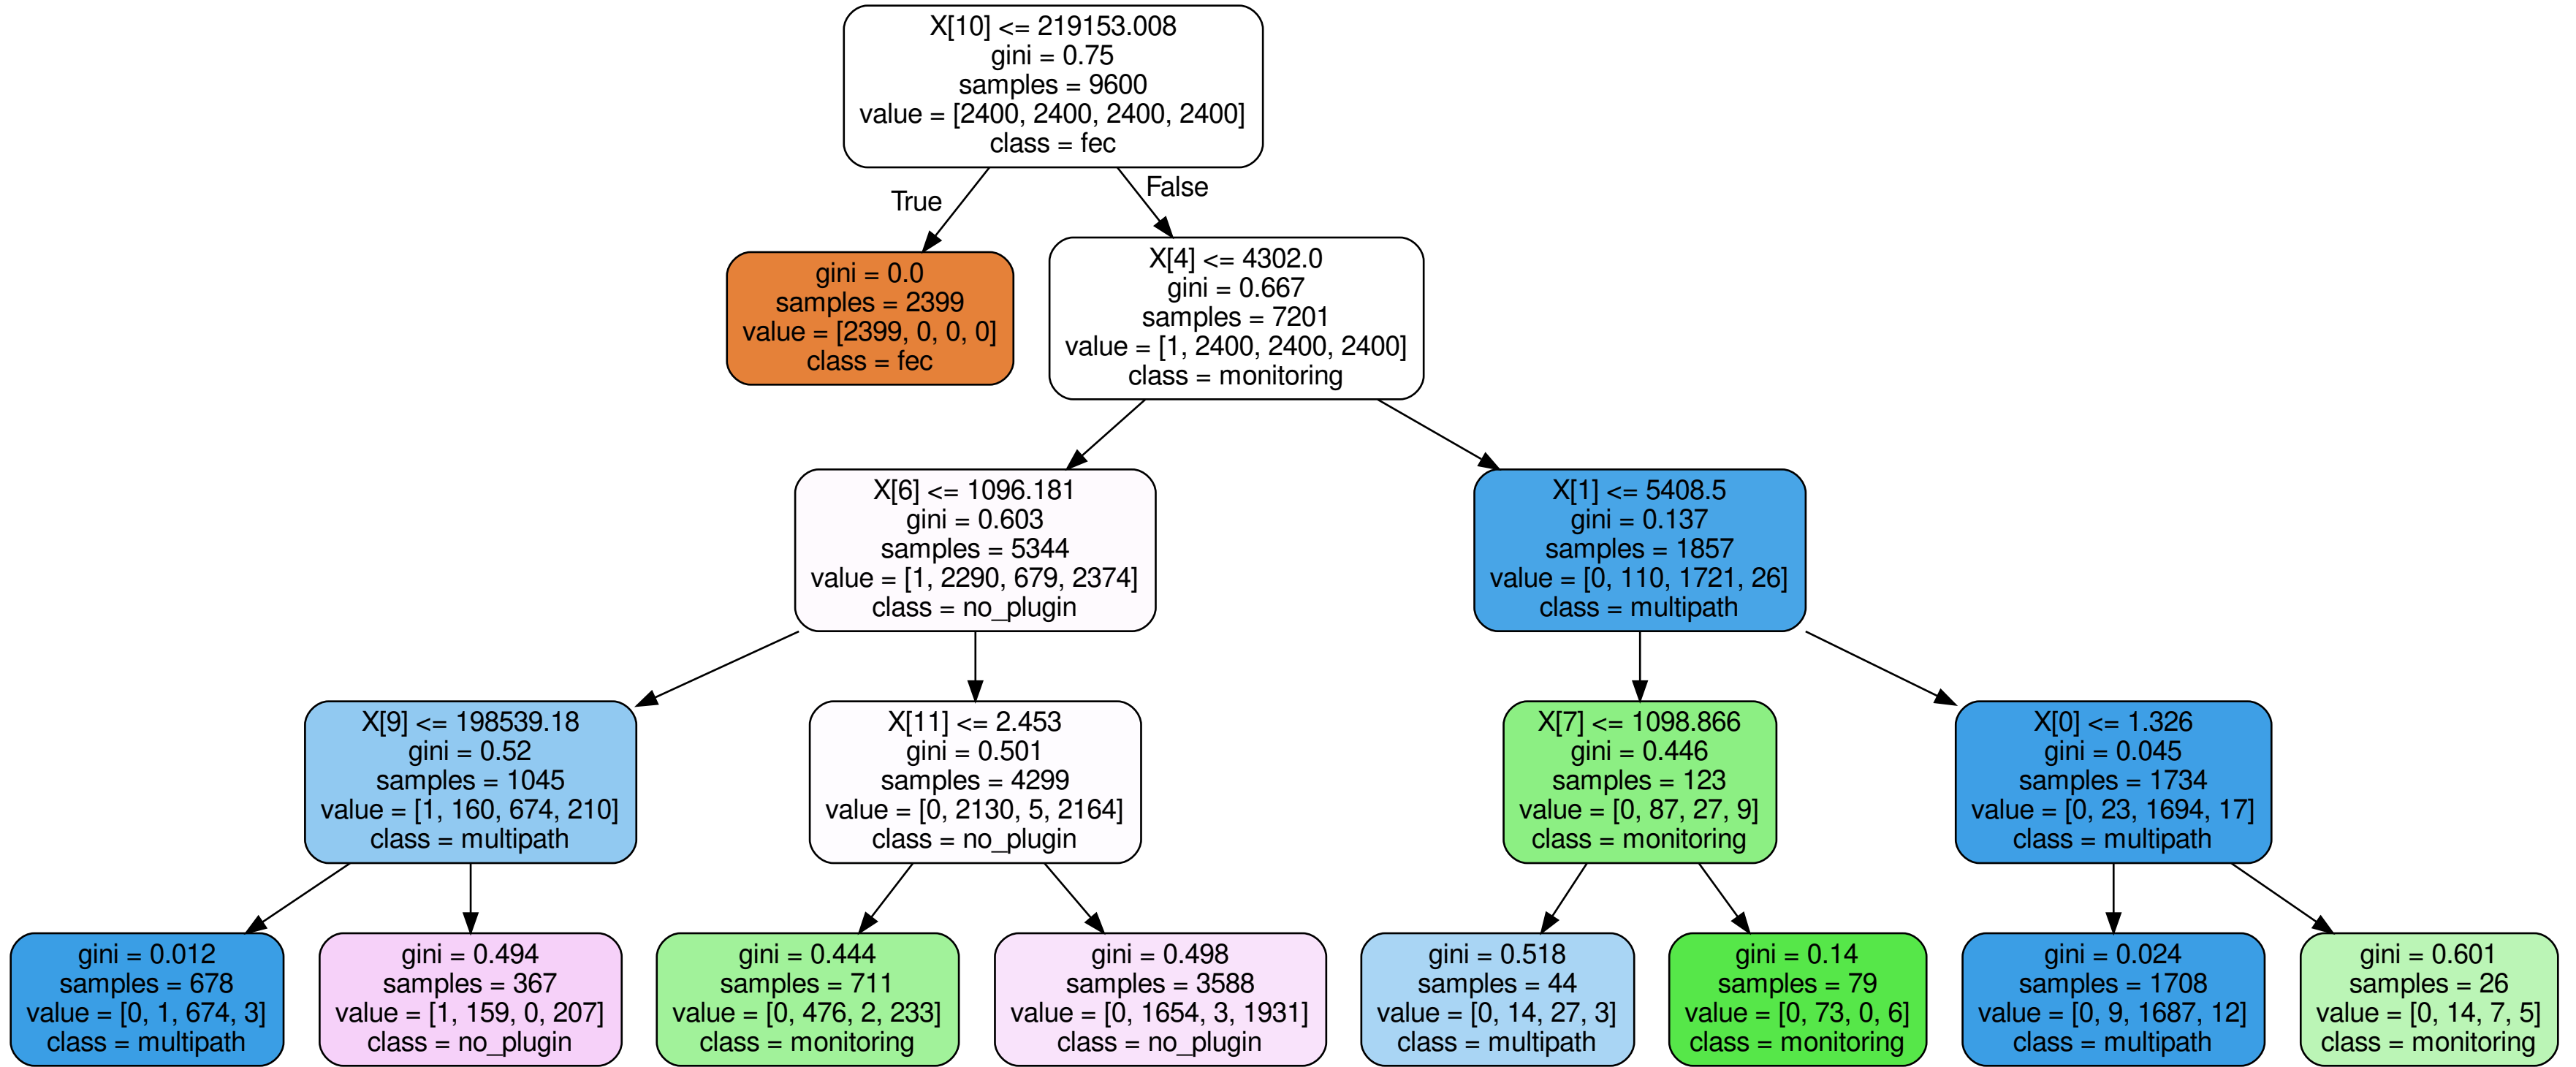 X[10] <= 219153.008
gini = 0.75
samples = 9600
value = [2400, 2400, 2400, 2400]
class = fec
True
False
gini = 0.0
samples = 2399
value = [2399, 0, 0, 0]
class = fec
X[4] <= 4302.0
gini = 0.667
samples = 7201
value = [1, 2400, 2400, 2400]
class = monitoring
X[6] <= 1096.181
gini = 0.603
samples = 5344
value = [1, 2290, 679, 2374]
class = no_plugin
X[1] <= 5408.5
gini = 0.137
samples = 1857
value = [0, 110, 1721, 26]
class = multipath
X[9] <= 198539.18
gini = 0.52
samples = 1045
value = [1, 160, 674, 210]
class = multipath
X[11] <= 2.453
gini = 0.501
samples = 4299
value = [0, 2130, 5, 2164]
class = no_plugin
X[7] <= 1098.866
gini = 0.446
samples = 123
value = [0, 87, 27, 9]
class = monitoring
X[0] <= 1.326
gini = 0.045
samples = 1734
value = [0, 23, 1694, 17]
class = multipath
gini = 0.012
samples = 678
value = [0, 1, 674, 3]
class = multipath
gini = 0.494
samples = 367
value = [1, 159, 0, 207]
class = no_plugin
gini = 0.444
samples = 711
value = [0, 476, 2, 233]
class = monitoring
gini = 0.498
samples = 3588
value = [0, 1654, 3, 1931]
class = no_plugin
gini = 0.518
samples = 44
value = [0, 14, 27, 3]
class = multipath
gini = 0.14
samples = 79
value = [0, 73, 0, 6]
class = monitoring
gini = 0.024
samples = 1708
value = [0, 9, 1687, 12]
class = multipath
gini = 0.601
samples = 26
value = [0, 14, 7, 5]
class = monitoring